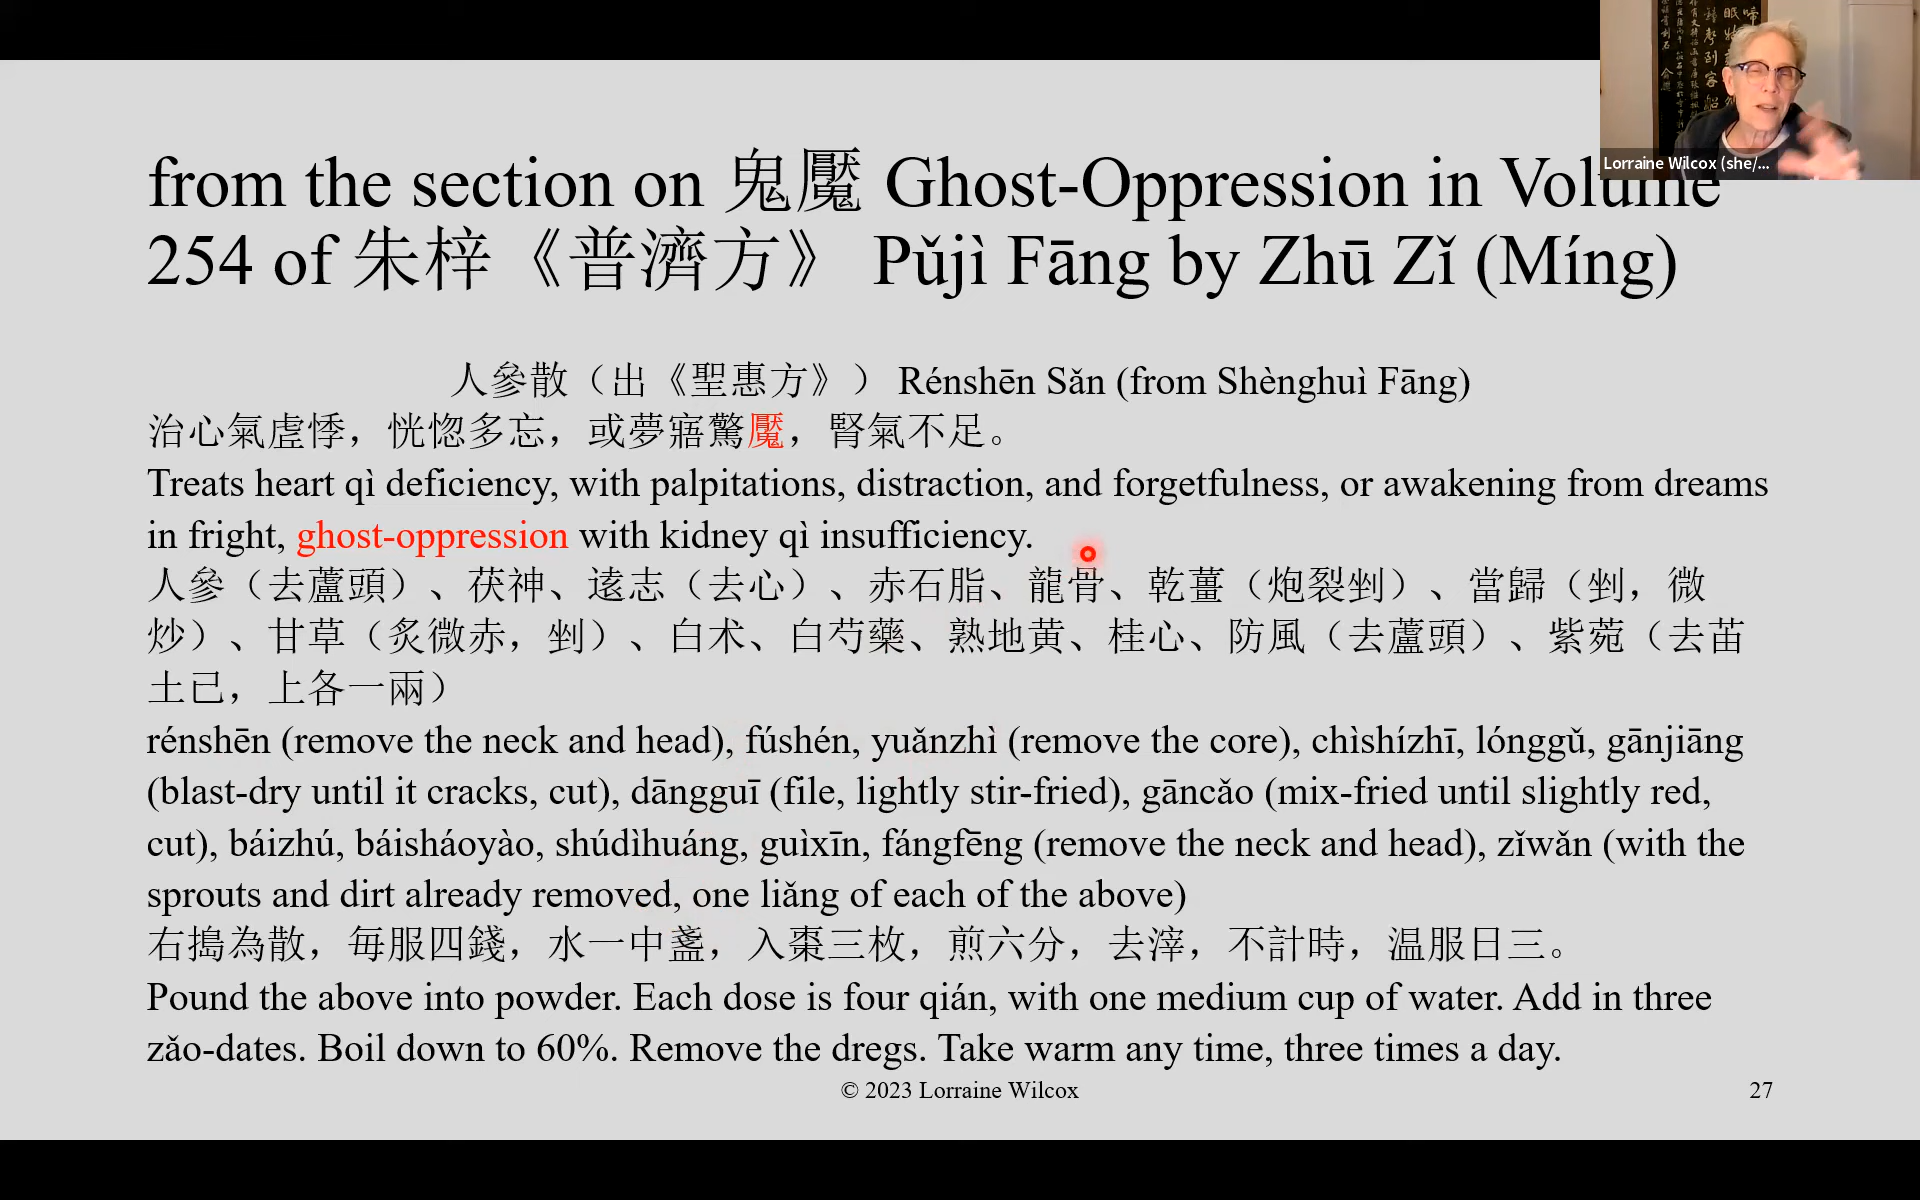 from the section on 鬼魘 Ghost-Oppression in Volume
254 of 朱梓《普濟方》 Pǔjì Fāng by Zhū Zǐ (Míng)
Lorraine Wilcox (she/...
人參散（出《聖惠方》） Rénshēn Sǎn (from Shènghuì Fāng)
治心氣虛悸，恍惚多忘，或夢寤驚魘，腎氣不足。
Treats heart qì deficiency, with palpitations, distraction, and forgetfulness, or awakening from dreams
in fright, ghost-oppression with kidney qì insufficiency.
人參（去蘆頭）、茯神、遠志（去心）、赤石脂、龍骨、乾薑（炮裂剉）、當歸（剉，微
炒）、甘草（炙微赤，剉）、白术、白芍藥、熟地黃、桂心、防風（去蘆頭）、紫菀（去苗
土已，上各一兩）
rénshēn (remove the neck and head), fúshén, yuǎnzhì (remove the core), chìshízhī, lónggǔ, gānjiāng
(blast-dry until it cracks, cut), dāngguī (file, lightly stir-fried), gāncǎo (mix-fried until slightly red,
cut), báizhú, báisháoyào, shúdìhuáng, guìxīn, fángfēng (remove the neck and head), zǐwǎn (with the
sprouts and dirt already removed, one liǎng of each of the above)
右搗為散，每服四錢，水一中盞，入棗三枚，煎六分，去滓，不計時，温服日三。
Pound the above into powder. Each dose is four qián, with one medium cup of water. Add in three
zǎo-dates. Boil down to 60%. Remove the dregs. Take warm any time, three times a day.
© 2023 Lorraine Wilcox
27